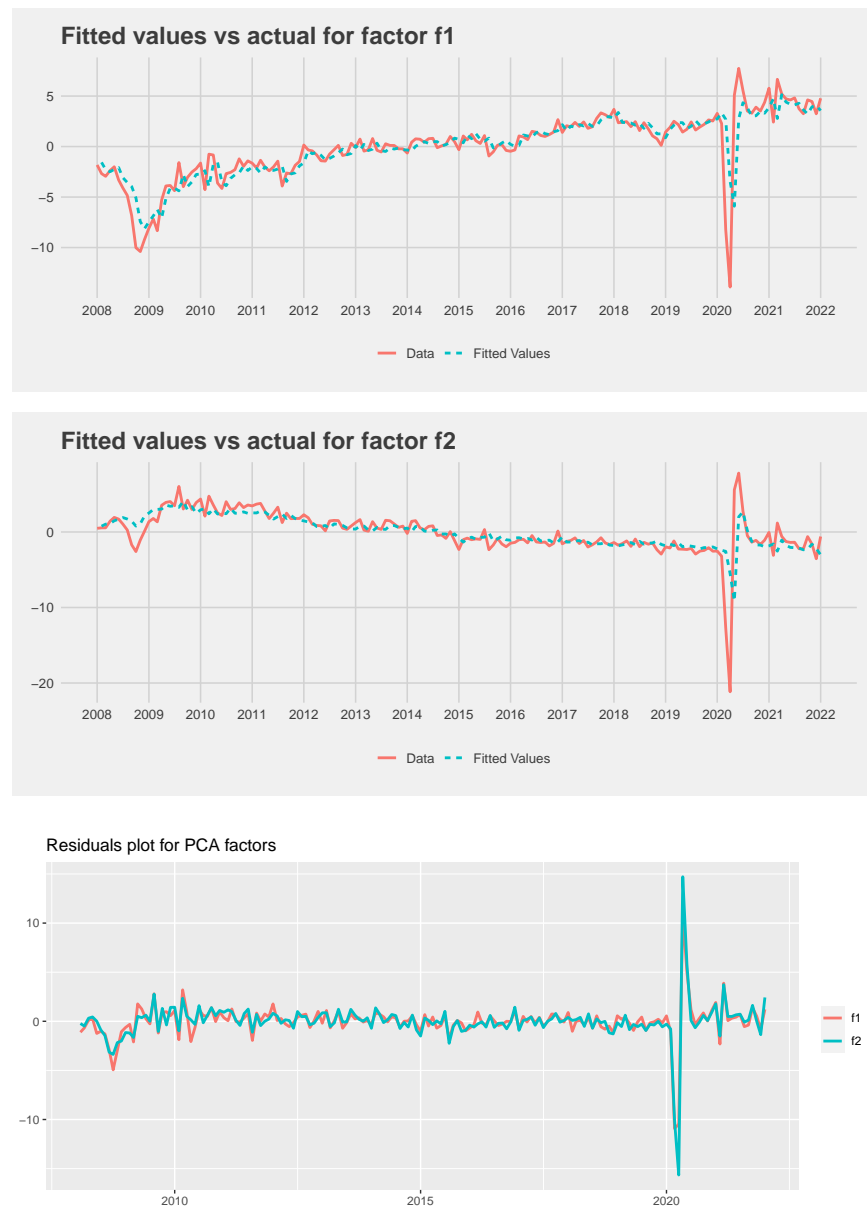 Fitted values vs actual for factor f1
5
0
−5
−10
2008 2009 2010 2011 2012 2013 2014 2015 2016 2017 2018 2019 2020 2021 2022
Data Fitted Values
Fitted values vs actual for factor f2
0
−10
−20
2008 2009 2010 2011 2012 2013 2014 2015 2016 2017 2018 2019 2020 2021 2022
Data Fitted Values
Residuals plot for PCA factors
10
0
−10
f1
f2
2010 2015 2020